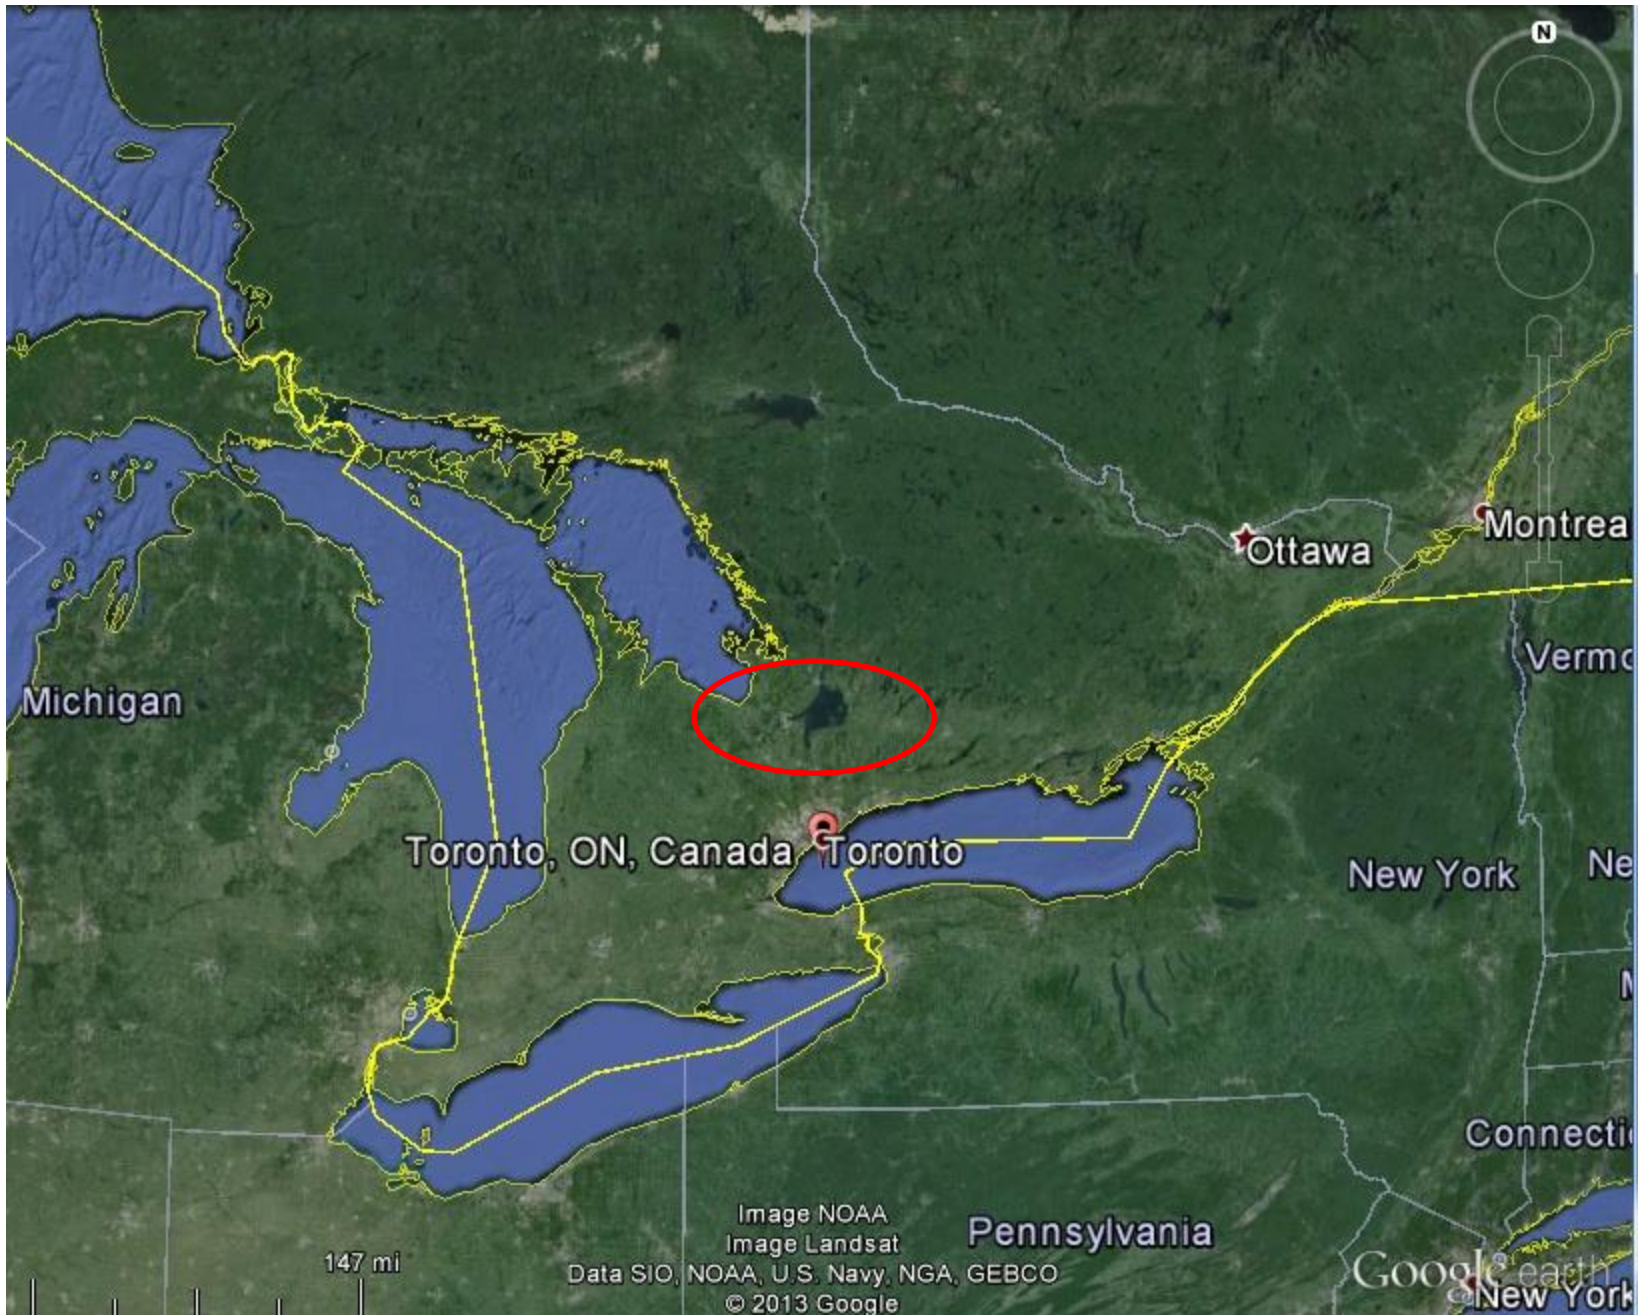 N
Montrea
Ottawa
Vermo
Michigan
Toronto, ON, Canada
Toronto
New York
Ne
Connecti
147 mi
Image NOAA
Image Landsat
Data SIO, NOAA, U.S. Navy, NGA, GEBCO
© 2013 Google
Pennsylvania
Google earth
New York